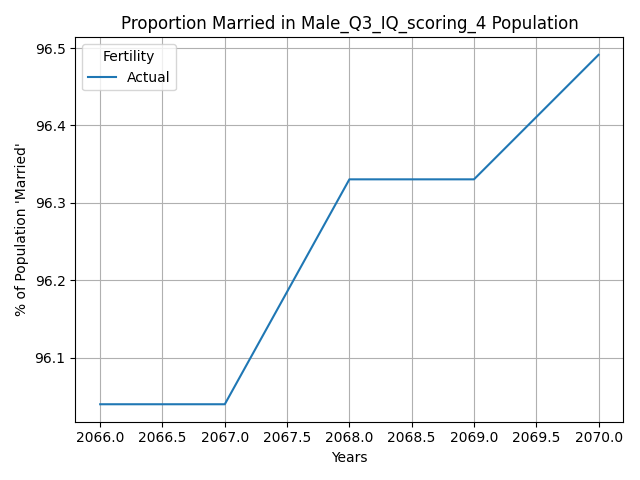 Proportion Married in Male_Q3_IQ_scoring_4 Population
Fertility
Actual
% of Population 'Married'
96.5
96.4
96.3
96.2
96.1
2066.0 2066.5 2067.0 2067.5 2068.0 2068.5 2069.0 2069.5 2070.0
Years